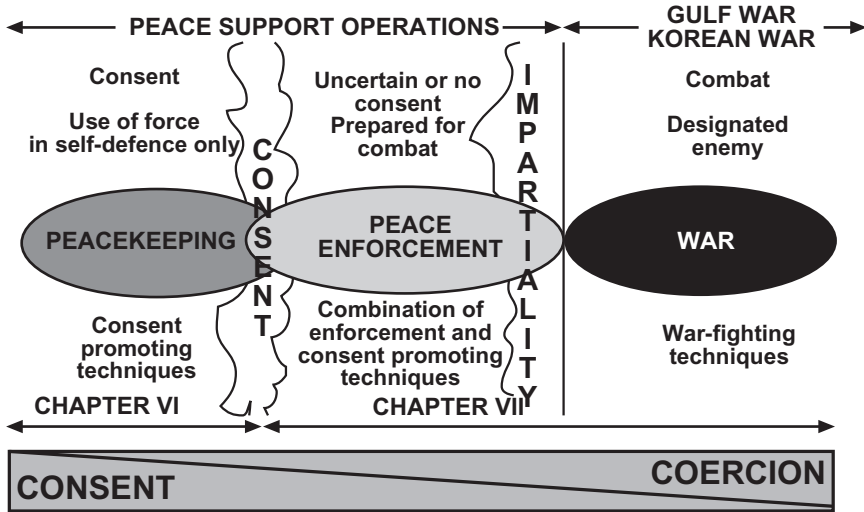 PEACE SUPPORT OPERATIONS
GULF WAR
KOREAN WAR
Consent
Use of force
in self-defence only
CONSENT
Uncertain or no
consent
Prepared for
combat
IMPARTIALITY
Combat
Designated
enemy
PEACEKEEPING
PEACE
ENFORCEMENT
WAR
Consent
promoting
techniques
Combination of
enforcement and
consent promoting
techniques
War-fighting
techniques
CHAPTER VI
CHAPTER VII
CONSENT
COERCION